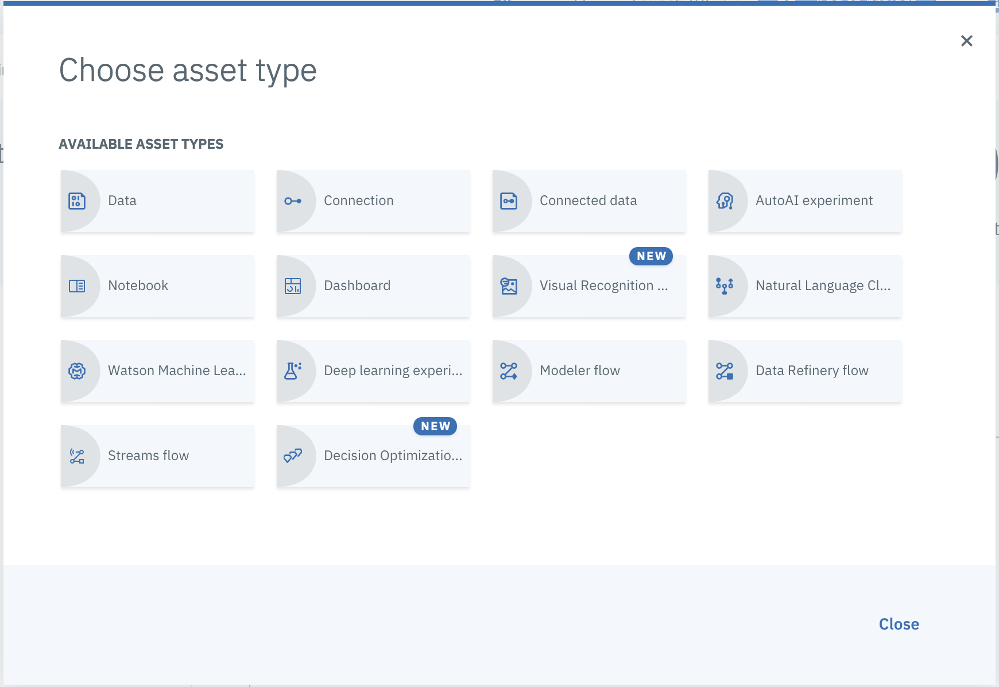 Choose asset type
AVAILABLE ASSET TYPES
Data
Connection
Connected data
AutoAI experiment
NEW
Notebook
Dashboard
Visual Recognition ...
Natural Language Cl...
Watson Machine Lea...
Deep learning experi...
Modeler flow
Data Refinery flow
NEW
Streams flow
Decision Optimizatio...
Close